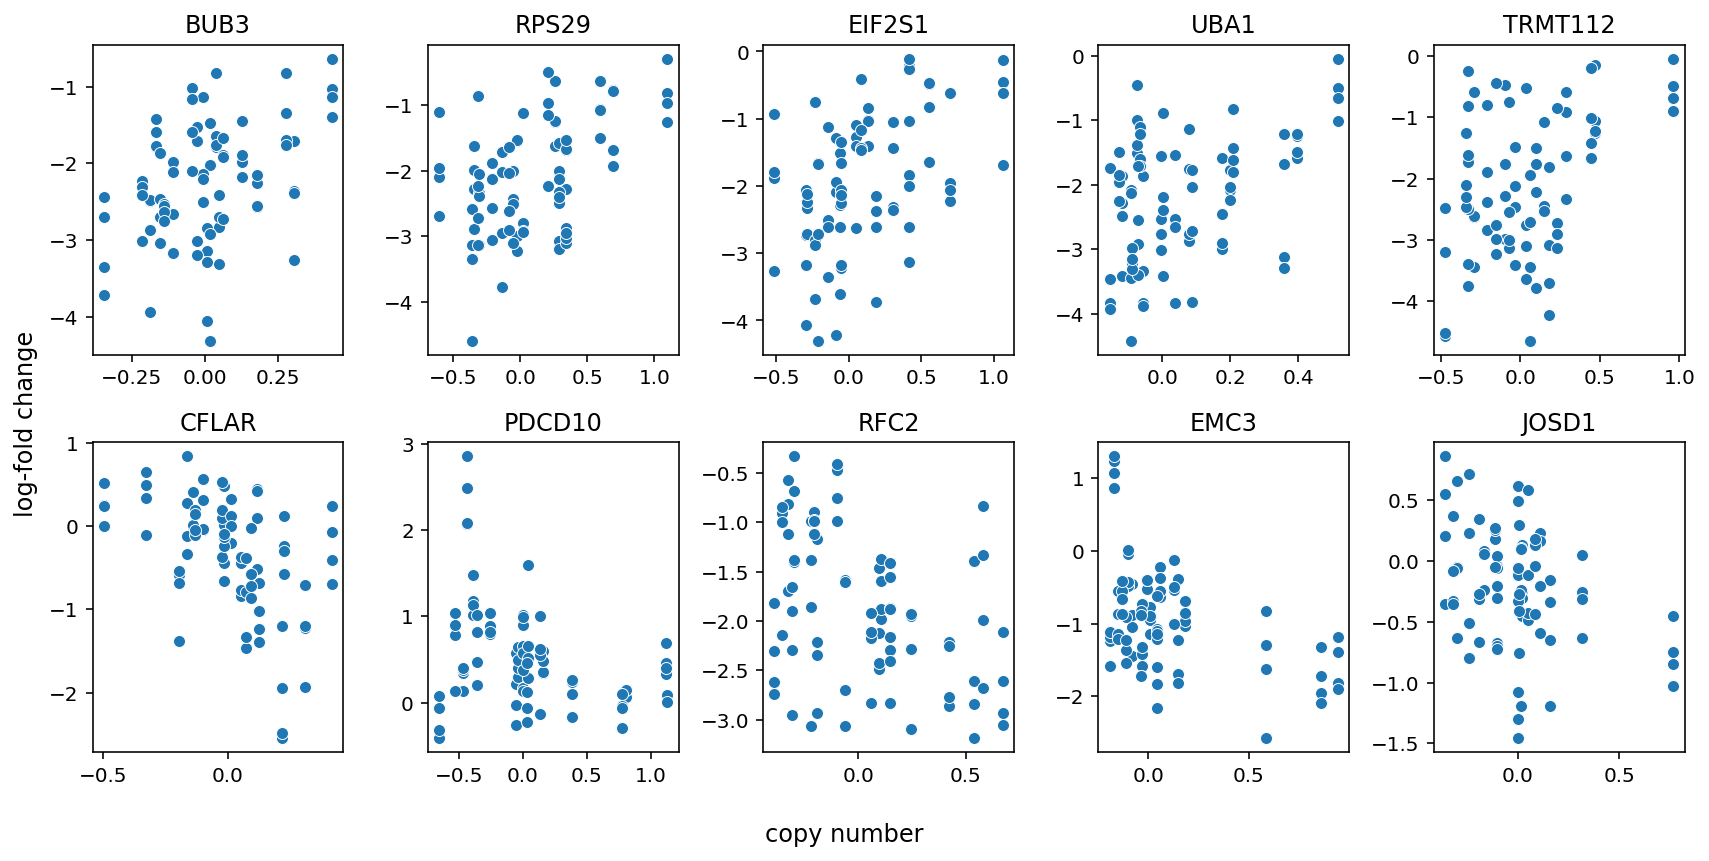 BUB3 RPS29 EIF2S1 UBA1 TRMT112
−1 −2 −3 −4
−0.25 0.00 0.25
−1 −2 −3 −4
−0.5 0.0 0.5 1.0
0 −1 −2 −3 −4
−0.5 0.0 0.5 1.0
0 −1 −2 −3 −4
0.0 0.2 0.4
0 −1 −2 −3 −4
−0.5 0.0 0.5 1.0
log-fold change
CFLAR PDCD10 RFC2 EMC3 JOSD1
1 0 −1 −2
−0.5 0.0
3 2 1 0
−0.5 0.0 0.5 1.0
−0.5 −1.0 −1.5 −2.0 −2.5 −3.0
0.0 0.5
1 0 −1 −2
0.0 0.5
0.5 0.0 −0.5 −1.0 −1.5
0.0 0.5
copy number